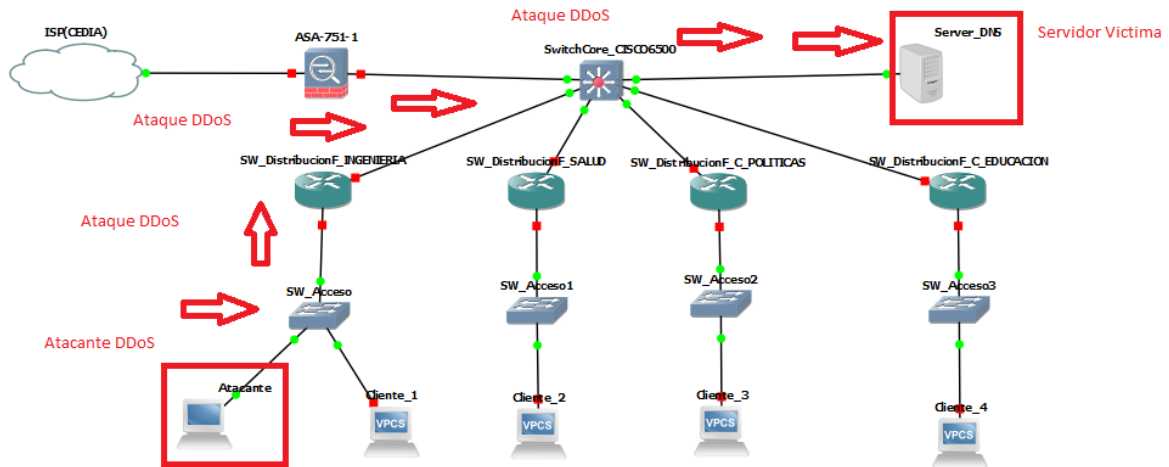 Ataque DDoS
ISP(CEDIA)
ASA-751-1
SwitchCore_CISCO6500
Server_DNS
Servidor Victima
Ataque DDoS
SW_DistribucionF_INGENIERIA
SW_DistribucionF_SALUD
SW_DistribucionF_C_POLITICAS
SW_DistribucionF_C_EDUCACION
Ataque DDoS
SW_Acceso
SW_Acceso1
SW_Acceso2
SW_Acceso3
Atacante DDoS
Atacante
Cliente_1
Cliente_2
Cliente_3
Cliente_4
VPCS
VPCS
VPCS
VPCS